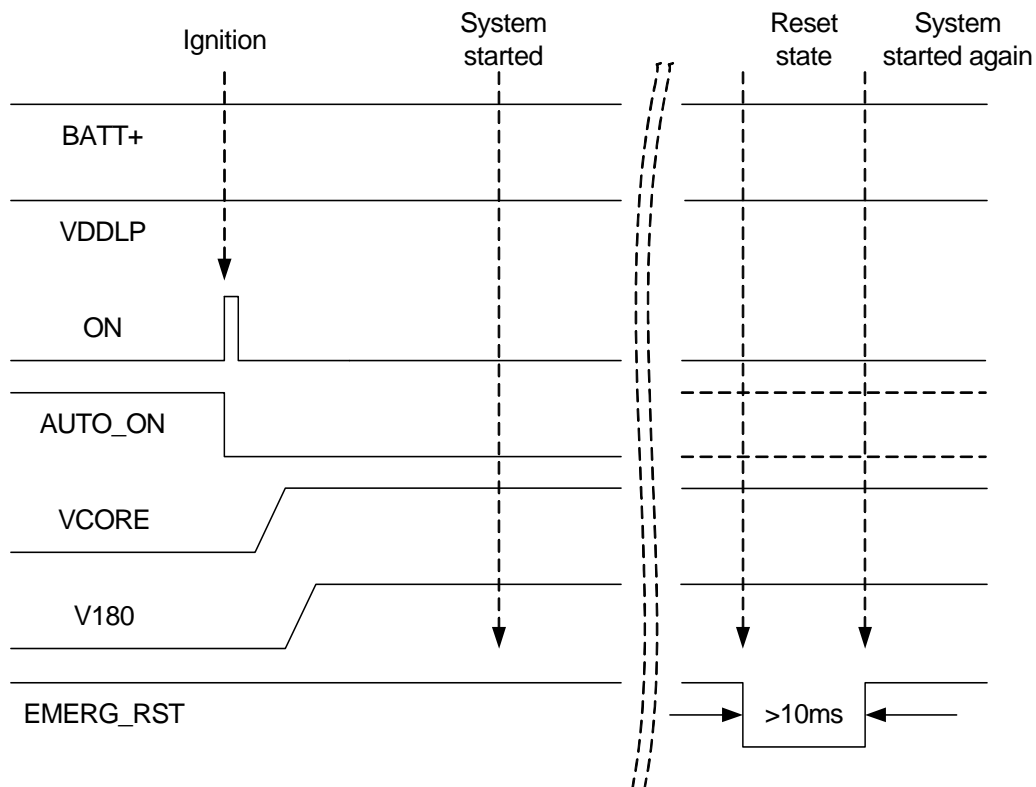 Ignition
System
started
Reset
state
System
started again
BATT+
VDDLP
ON
AUTO_ON
VCORE
V180
EMERG_RST
>10ms